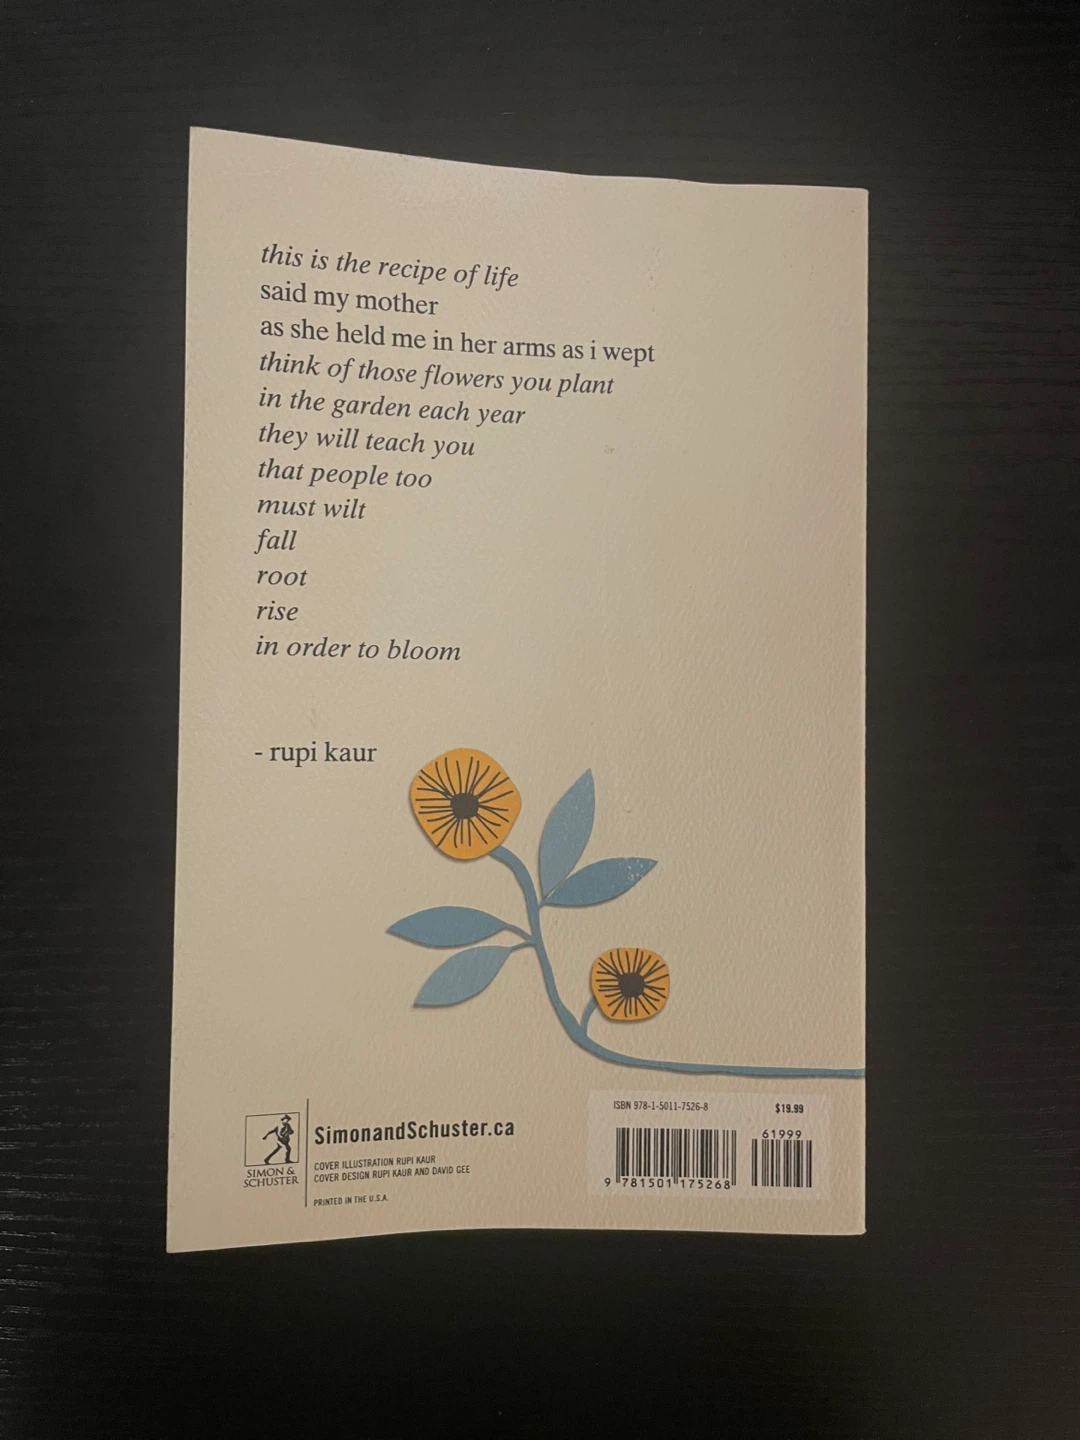 this is the recipe of life
said my mother
as she held me in her arms as i wept
think of those flowers you plant
in the garden each year
they will teach you
that people too
must wilt
fall
root
rise
in order to bloom
- rupi kaur
SIMON &
SCHUSTER
SimonandSchuster.ca
COVER ILLUSTRATION RUPI KAUR
COVER DESIGN RUPI KAUR AND DAVID GEE
PRINTED IN THE U.S.A.
ISBN 978-1-5011-7526-8
$19.99
61999
9 781501 175268